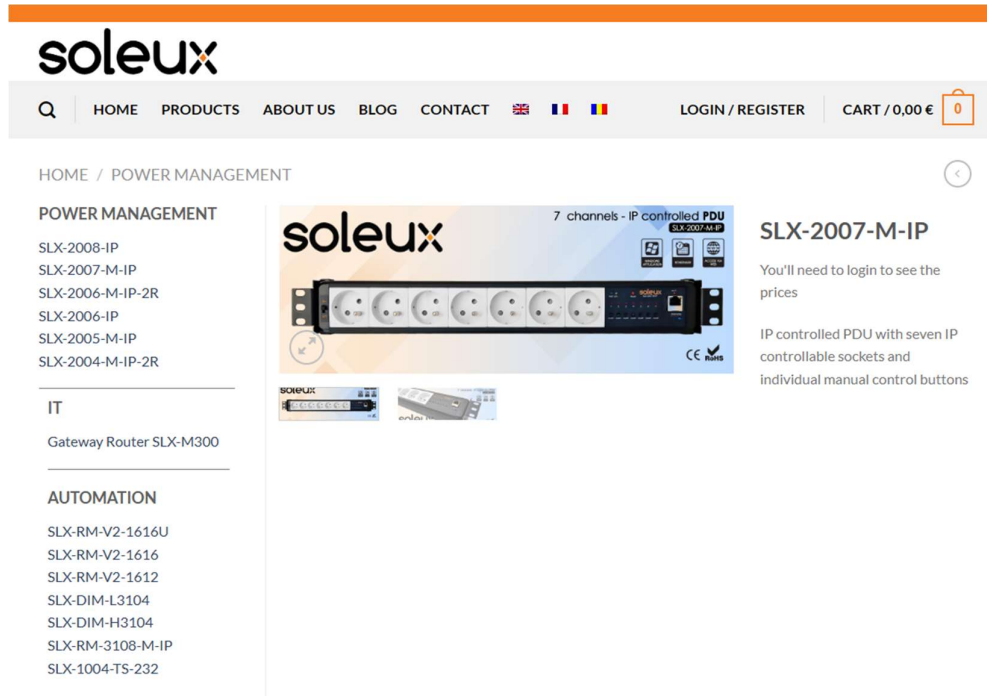 soleux
HOME PRODUCTS ABOUT US BLOG CONTACT LOGIN / REGISTER CART / 0,00 € 0
HOME / POWER MANAGEMENT
POWER MANAGEMENT
SLX-2008-IP
SLX-2007-M-IP
SLX-2006-M-IP-2R
SLX-2006-IP
SLX-2005-M-IP
SLX-2004-M-IP-2R
IT
Gateway Router SLX-M300
AUTOMATION
SLX-RM-V2-1616U
SLX-RM-V2-1616
SLX-RM-V2-1612
SLX-DIM-L3104
SLX-DIM-H3104
SLX-RM-3108-M-IP
SLX-1004-TS-232
soleux
7 channels - IP controlled PDU
SLX-2007-M-IP
soleux
CE RoHS
soleux
soleux
SLX-2007-M-IP
You'll need to login to see the
prices
IP controlled PDU with seven IP
controllable sockets and
individual manual control buttons